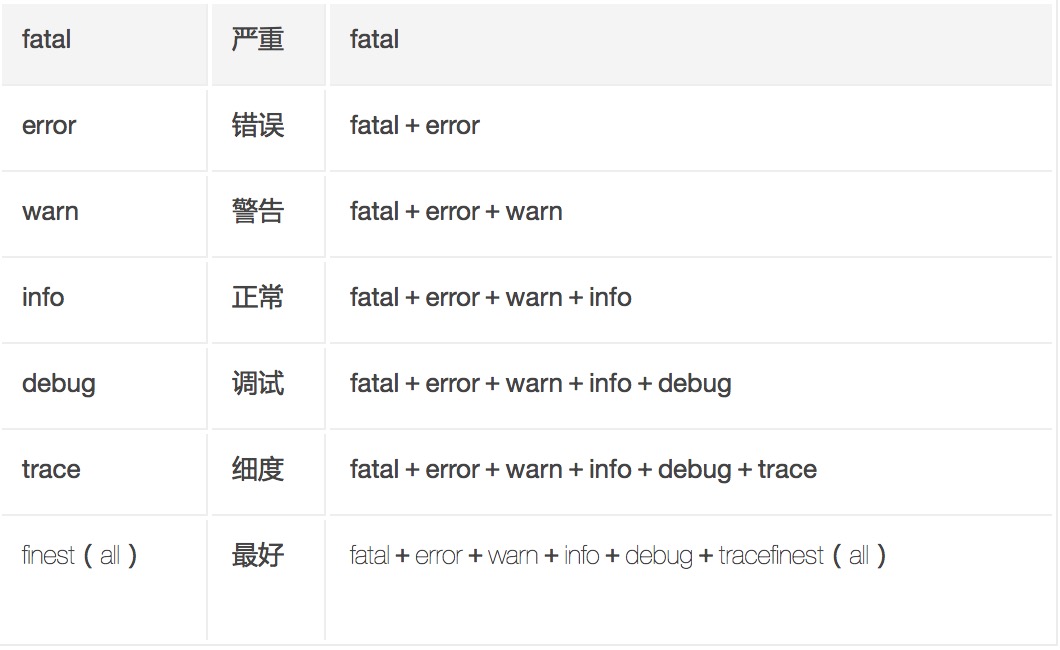 fatal 严重 fatal
error 错误 fatal + error
warn 警告 fatal + error + warn
info 正常 fatal + error + warn + info
debug 调试 fatal + error + warn + info + debug
trace 细度 fatal + error + warn + info + debug + trace
finest（all） 最好 fatal + error + warn + info + debug + tracefinest（all）